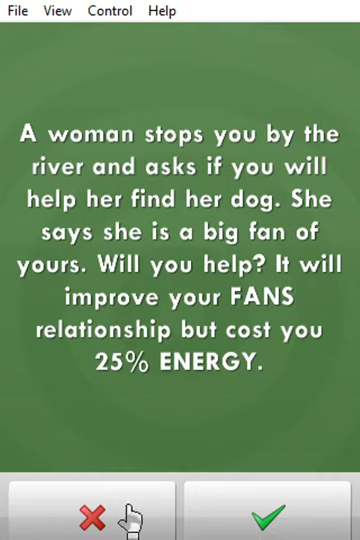 File View Control Help
A woman stops you by the
river and asks if you will
help her find her dog. She
says she is a big fan of
yours. Will you help? It will
improve your FANS
relationship but cost you
25% ENERGY.